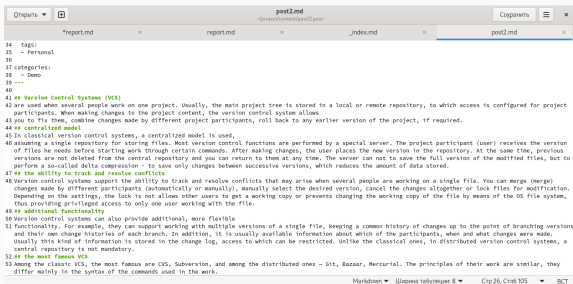 Открыть
post2.md
~/project/content/post2 post
Сохранить
*report.md
report.md
_index.md
post2.md
34 tags:
35 - Personal
36
37 categories:
38 - Demo
39 ---
40
41 ## Version Control Systems (VCS)
42 are used when several people work on one project. Usually, the main project tree is stored in a local or remote repository, to which access is configured for project
participants. When making changes to the project content, the version control system allows
43 you to fix them, combine changes made by different project participants, roll back to any earlier version of the project, if required.
44 ## centralized model
45 In classical version control systems, a centralized model is used,
46 assuming a single repository for storing files. Most version control functions are performed by a special server. The project participant (user) receives the version
of files he needs before starting work through certain commands. After making changes, the user places the new version in the repository. At the same time, previous
versions are not deleted from the central repository and you can return to them at any time. The server can not to save the full version of the modified files, but to
perform a so-called delta compression - to save only changes between successive versions, which reduces the amount of data stored.
47 ## the ability to track and resolve conflicts
48 Version control systems support the ability to track and resolve conflicts that may arise when several people are working on a single file. You can merge (merge)
changes made by different participants (automatically or manually), manually select the desired version, cancel the changes altogether or lock files for modification.
Depending on the settings, the lock is not allows other users to get a working copy or prevents changing the working copy of the file by means of the OS file system,
thus providing privileged access to only one user working with the file.
49 ## additional functionality
50 Version control systems can also provide additional, more flexible
51 functionality. For example, they can support working with multiple versions of a single file, keeping a common history of changes up to the point of branching versions
and their own change histories of each branch. In addition, it is usually available information about which of the participants, when and what changes were made.
Usually this kind of information is stored in the change log, access to which can be restricted. Unlike the classical ones, in distributed version control systems, a
central repository is not mandatory.
52 ## the most famous VCS
53 Among the classic VCS, the most famous are CVS, Subversion, and among the distributed ones — Git, Bazaar, Mercurial. The principles of their work are similar, they
differ mainly in the syntax of the commands used in the work.
Markdown Ширина табуляции: 8 Стр 26, Стлб 105 ВСТ